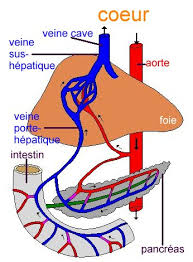 coeur
veine cave
veine
sus-
hépatique
aorte
foie
veine
porte-
hépatique
intestin
pancréas